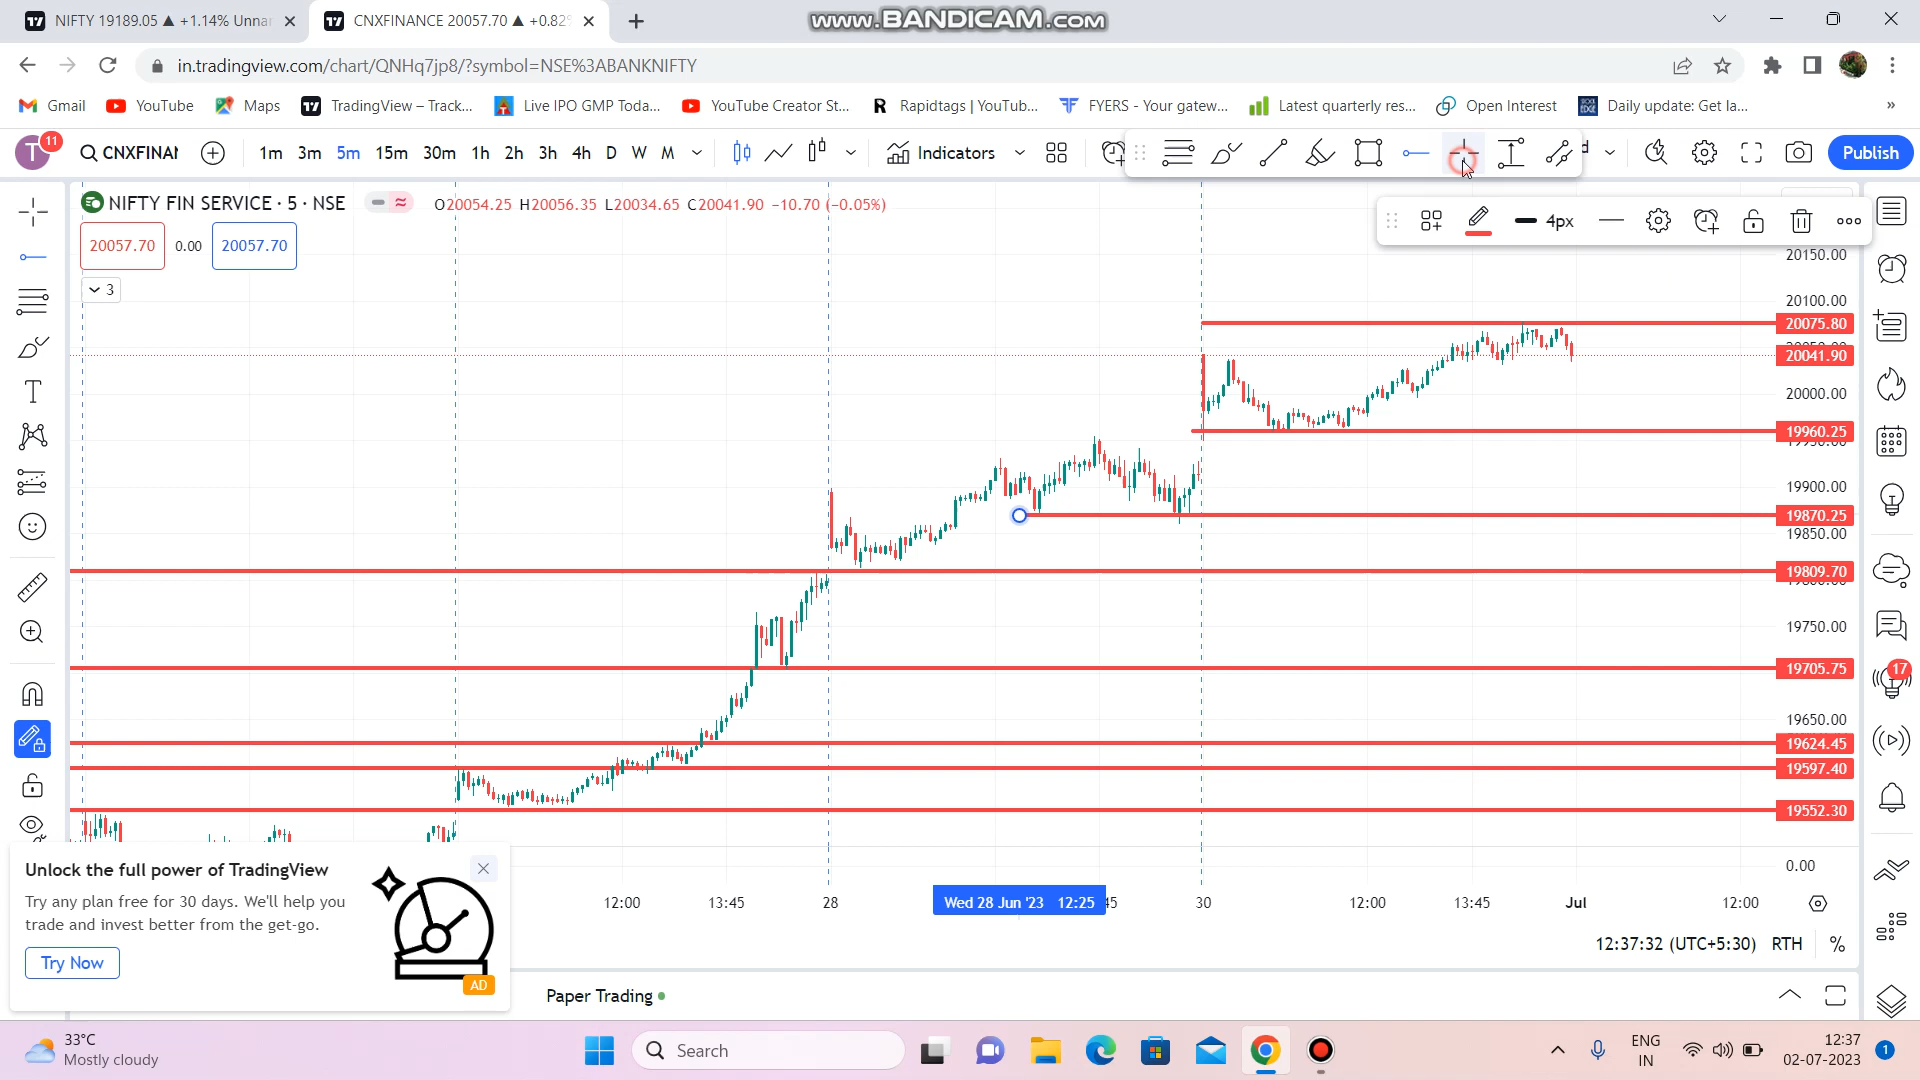 NIFTY 19189.05 ▲ +1.14% Unna
CNXFINANCE 20057.70 ▲ +0.82%
www.BANDICAM.com
in.tradingview.com/chart/QNHq7jp8/?symbol=NSE%3ABANKNIFTY
Gmail
YouTube
Maps
TradingView – Track...
Live IPO GMP Toda...
YouTube Creator St...
Rapidtags | YouTub...
FYERS - Your gatew...
Latest quarterly res...
Open Interest
Daily update: Get la...
T
11
CNXFINAN
1m 3m 5m 15m 30m 1h 2h 3h 4h D W M
Indicators
Publish
NIFTY FIN SERVICE · 5 · NSE
O20054.25 H20056.35 L20034.65 C20041.90 −10.70 (−0.05%)
4px
20057.70
0.00
20057.70
3
20150.00
20100.00
20075.80
20041.90
20000.00
19960.25
19900.00
19870.25
19850.00
19809.70
19750.00
19705.75
19650.00
19624.45
19597.40
19552.30
0.00
17
12:00
13:45
28
Wed 28 Jun '23 12:25
30
12:00
13:45
Jul
12:00
12:37:32 (UTC+5:30)
RTH
%
Unlock the full power of TradingView
Try any plan free for 30 days. We'll help you
trade and invest better from the get-go.
Try Now
AD
Paper Trading
33°C
Mostly cloudy
Search
ENG
IN
12:37
02-07-2023
1